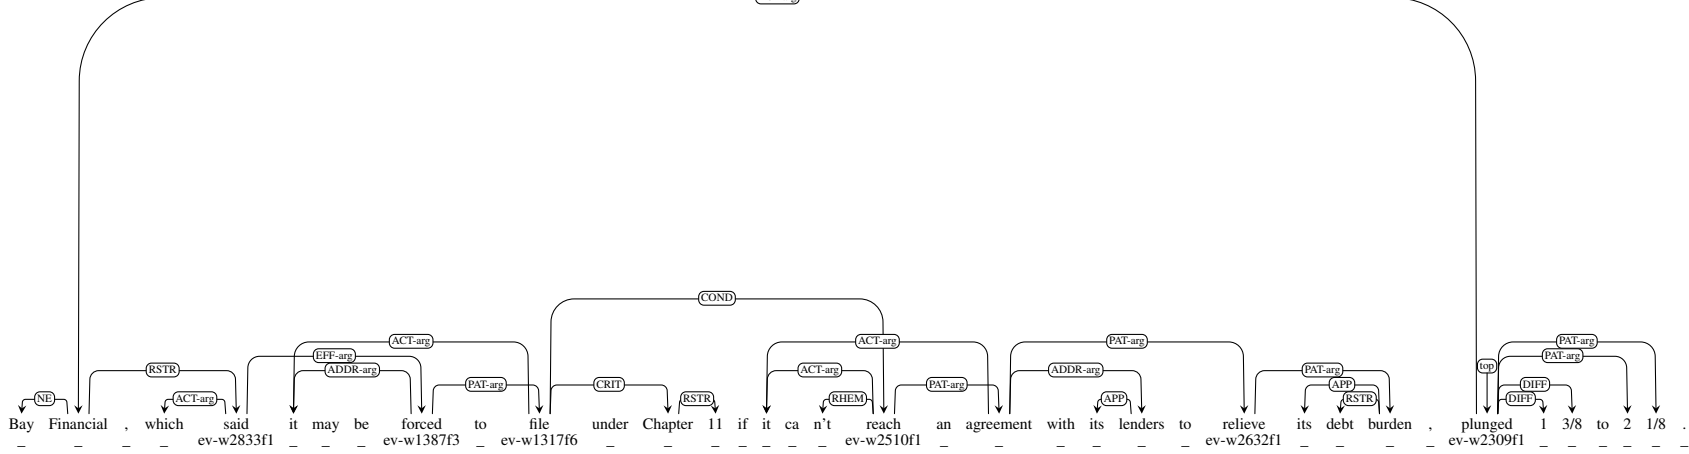 COND
ACT-arg ACT-arg PAT-arg PAT-arg
EFF-arg PAT-arg
RSTR ADDR-arg ACT-arg ADDR-arg PAT-arg top
PAT-arg CRIT PAT-arg APP DIFF
NE ACT-arg RSTR RHEM APP RSTR DIFF
Bay Financial , which said it may be forced to file under Chapter 11 if it ca n't reach an agreement with its lenders to relieve its debt burden , plunged 1 3/8 to 2 1/8 .
_ _ _ _ ev-w2833f1 _ _ _ ev-w1387f3 _ ev-w1317f6 _ _ _ _ _ _ _ ev-w2510f1 _ _ _ _ _ _ ev-w2632f1 _ _ _ _ ev-w2309f1 _ _ _ _ _ _